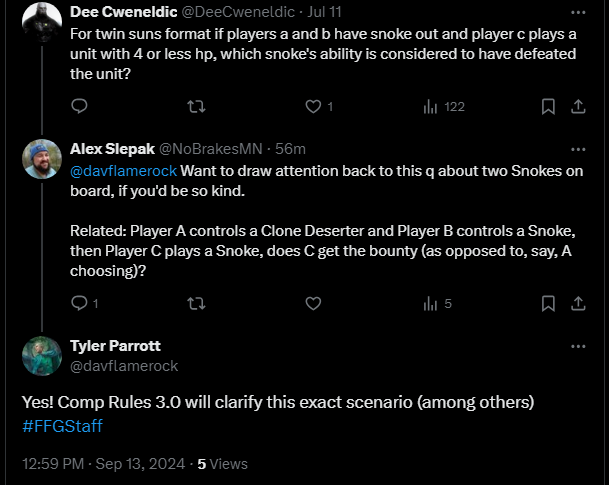 Dee Cweneldic @DeeCweneldic · Jul 11
For twin suns format if players a and b have snoke out and player c plays a
unit with 4 or less hp, which snoke's ability is considered to have defeated
the unit?
1
122
Alex Slepak @NoBrakesMN · 56m
@davflamerock Want to draw attention back to this q about two Snokes on
board, if you'd be so kind.
Related: Player A controls a Clone Deserter and Player B controls a Snoke,
then Player C plays a Snoke, does C get the bounty (as opposed to, say, A
choosing)?
1
5
Tyler Parrott
@davflamerock
Yes! Comp Rules 3.0 will clarify this exact scenario (among others)
#FFGStaff
12:59 PM · Sep 13, 2024 · 5 Views